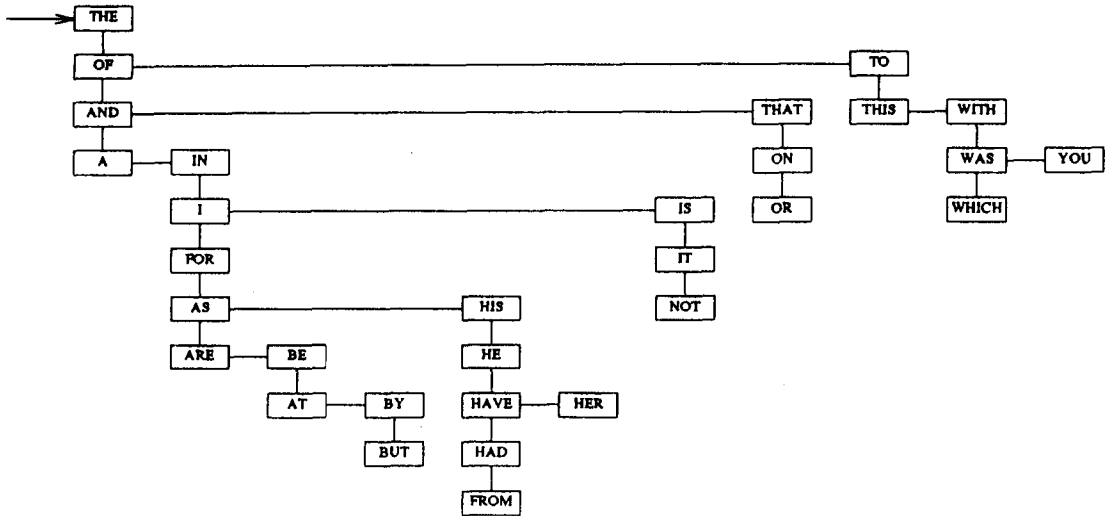 THE
OF TO
AND THAT THIS WITH
A IN ON WAS YOU
I IS OR WHICH
FOR IT
AS HIS NOT
ARE BE HE
AT BY HAVE HER
BUT HAD
FROM